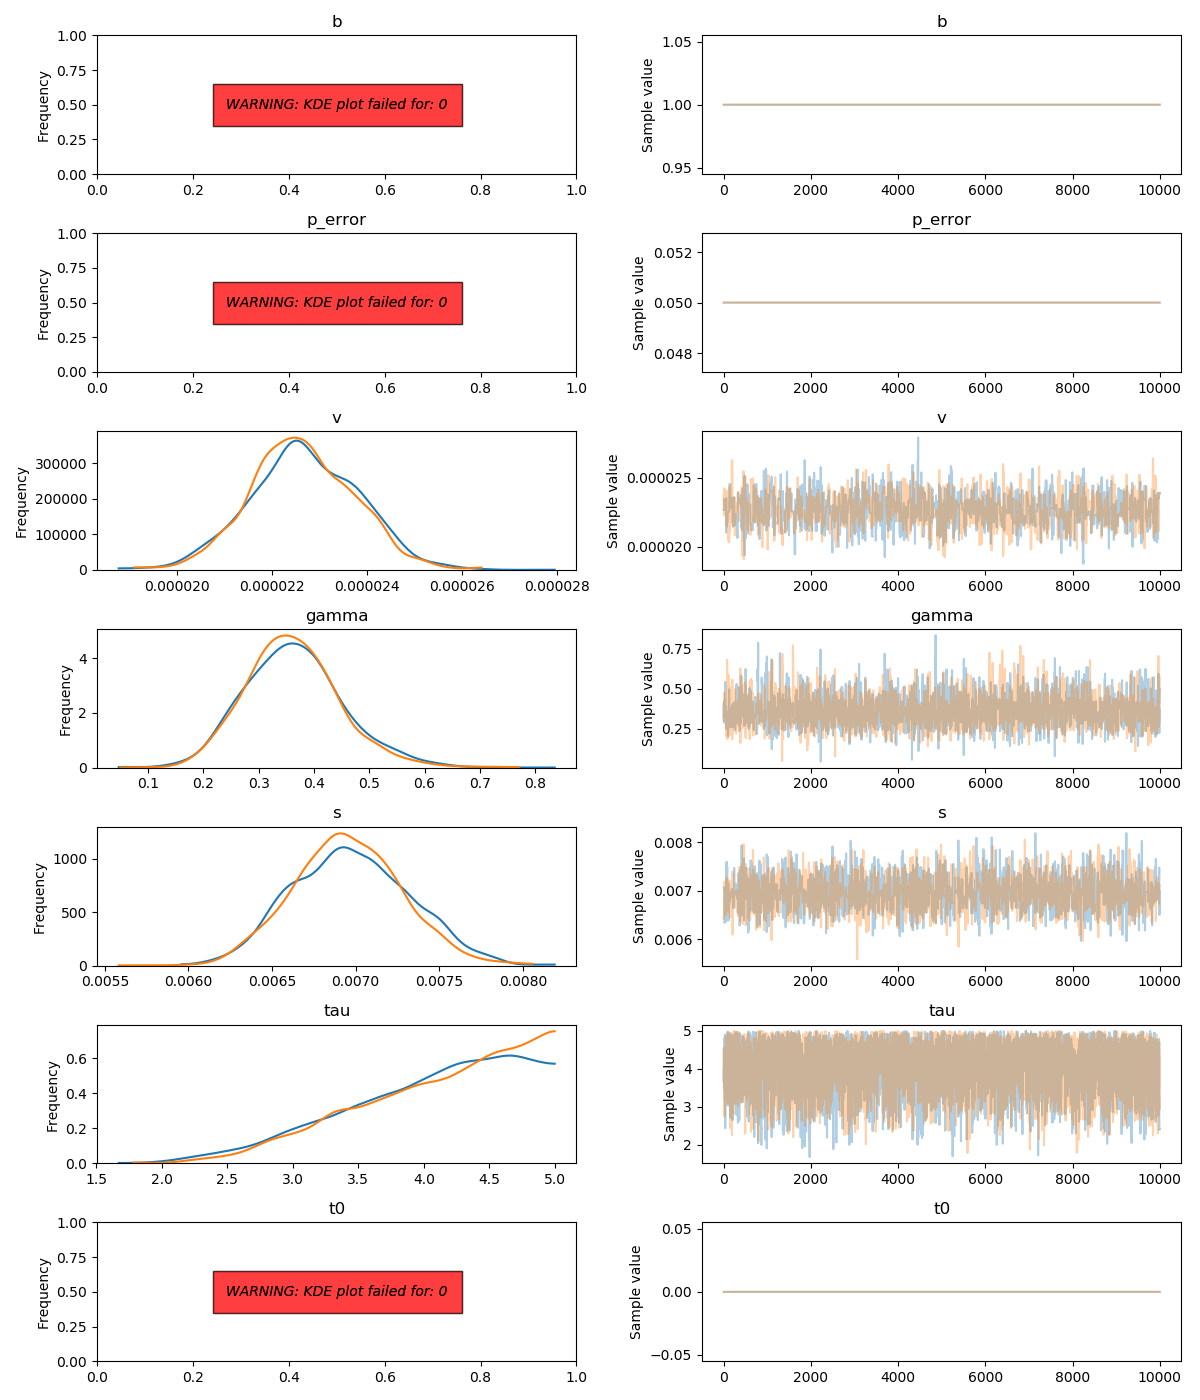 b
b
Frequency
1.00
0.75
0.50
0.25
0.00
WARNING: KDE plot failed for: 0
0.0 0.2 0.4 0.6 0.8 1.0
Sample value
1.05
1.00
0.95
0 2000 4000 6000 8000 10000
p_error
p_error
Frequency
1.00
0.75
0.50
0.25
0.00
WARNING: KDE plot failed for: 0
0.0 0.2 0.4 0.6 0.8 1.0
Sample value
0.052
0.050
0.048
0 2000 4000 6000 8000 10000
v
v
Frequency
300000
200000
100000
0
0.000020 0.000022 0.000024 0.000026 0.000028
Sample value
0.000025
0.000020
0 2000 4000 6000 8000 10000
gamma
gamma
Frequency
4
2
0
0.1 0.2 0.3 0.4 0.5 0.6 0.7 0.8
Sample value
0.75
0.50
0.25
0 2000 4000 6000 8000 10000
s
s
Frequency
1000
500
0
0.0055 0.0060 0.0065 0.0070 0.0075 0.0080
Sample value
0.008
0.007
0.006
0 2000 4000 6000 8000 10000
tau
tau
Frequency
0.6
0.4
0.2
0.0
1.5 2.0 2.5 3.0 3.5 4.0 4.5 5.0
Sample value
5
4
3
2
0 2000 4000 6000 8000 10000
t0
t0
Frequency
1.00
0.75
0.50
0.25
0.00
WARNING: KDE plot failed for: 0
0.0 0.2 0.4 0.6 0.8 1.0
Sample value
0.05
0.00
−0.05
0 2000 4000 6000 8000 10000